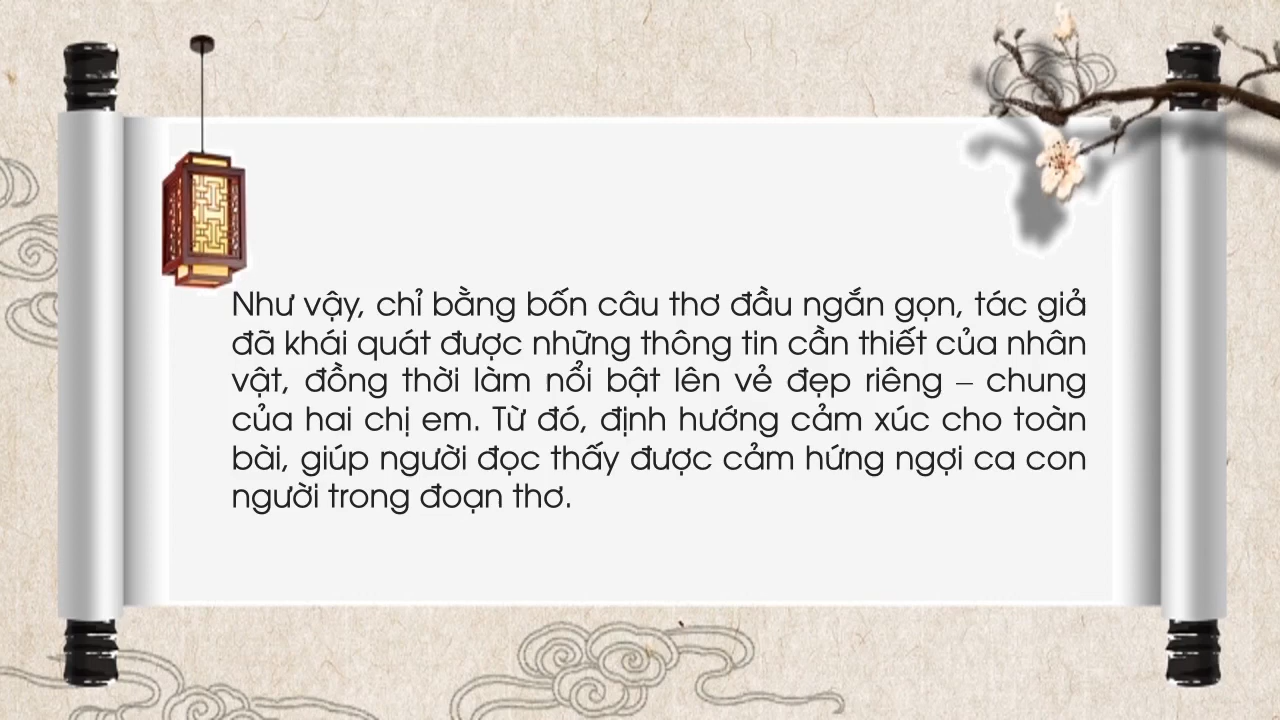 Như vậy, chỉ bằng bốn câu thơ đầu ngắn gọn, tác giả
đã khái quát được những thông tin cần thiết của nhân
vật, đồng thời làm nổi bật lên vẻ đẹp riêng – chung
của hai chị em. Từ đó, định hướng cảm xúc cho toàn
bài, giúp người đọc thấy được cảm hứng ngợi ca con
người trong đoạn thơ.